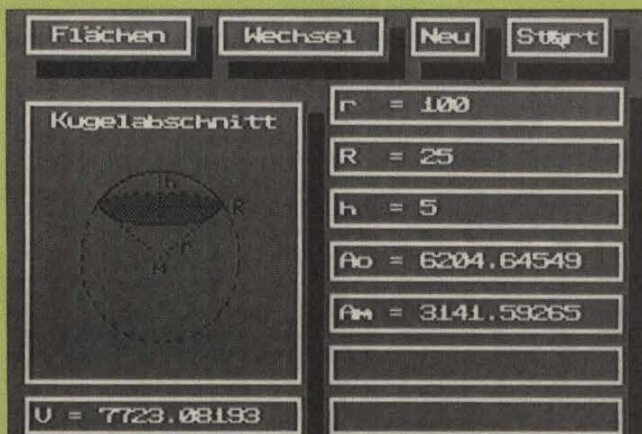 Flächen Wechsel Neu Start
Kugelabschnitt
h
R
r
M
V = 7723.08193
r = 100
R = 25
h = 5
Ao = 6204.64549
Am = 3141.59265